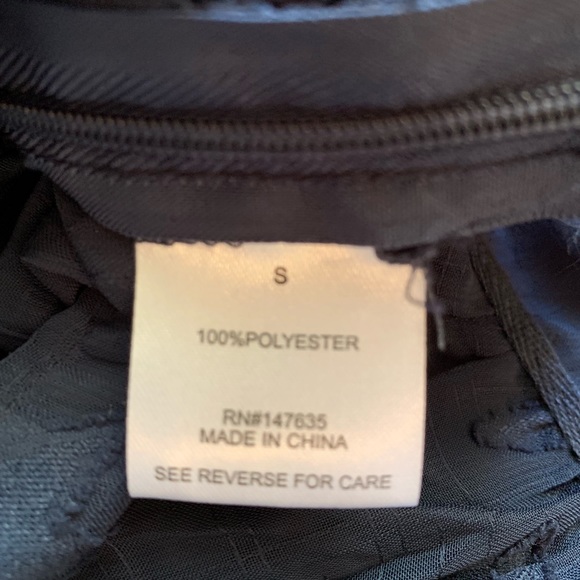 S
100%POLYESTER
RN#147635
MADE IN CHINA
SEE REVERSE FOR CARE